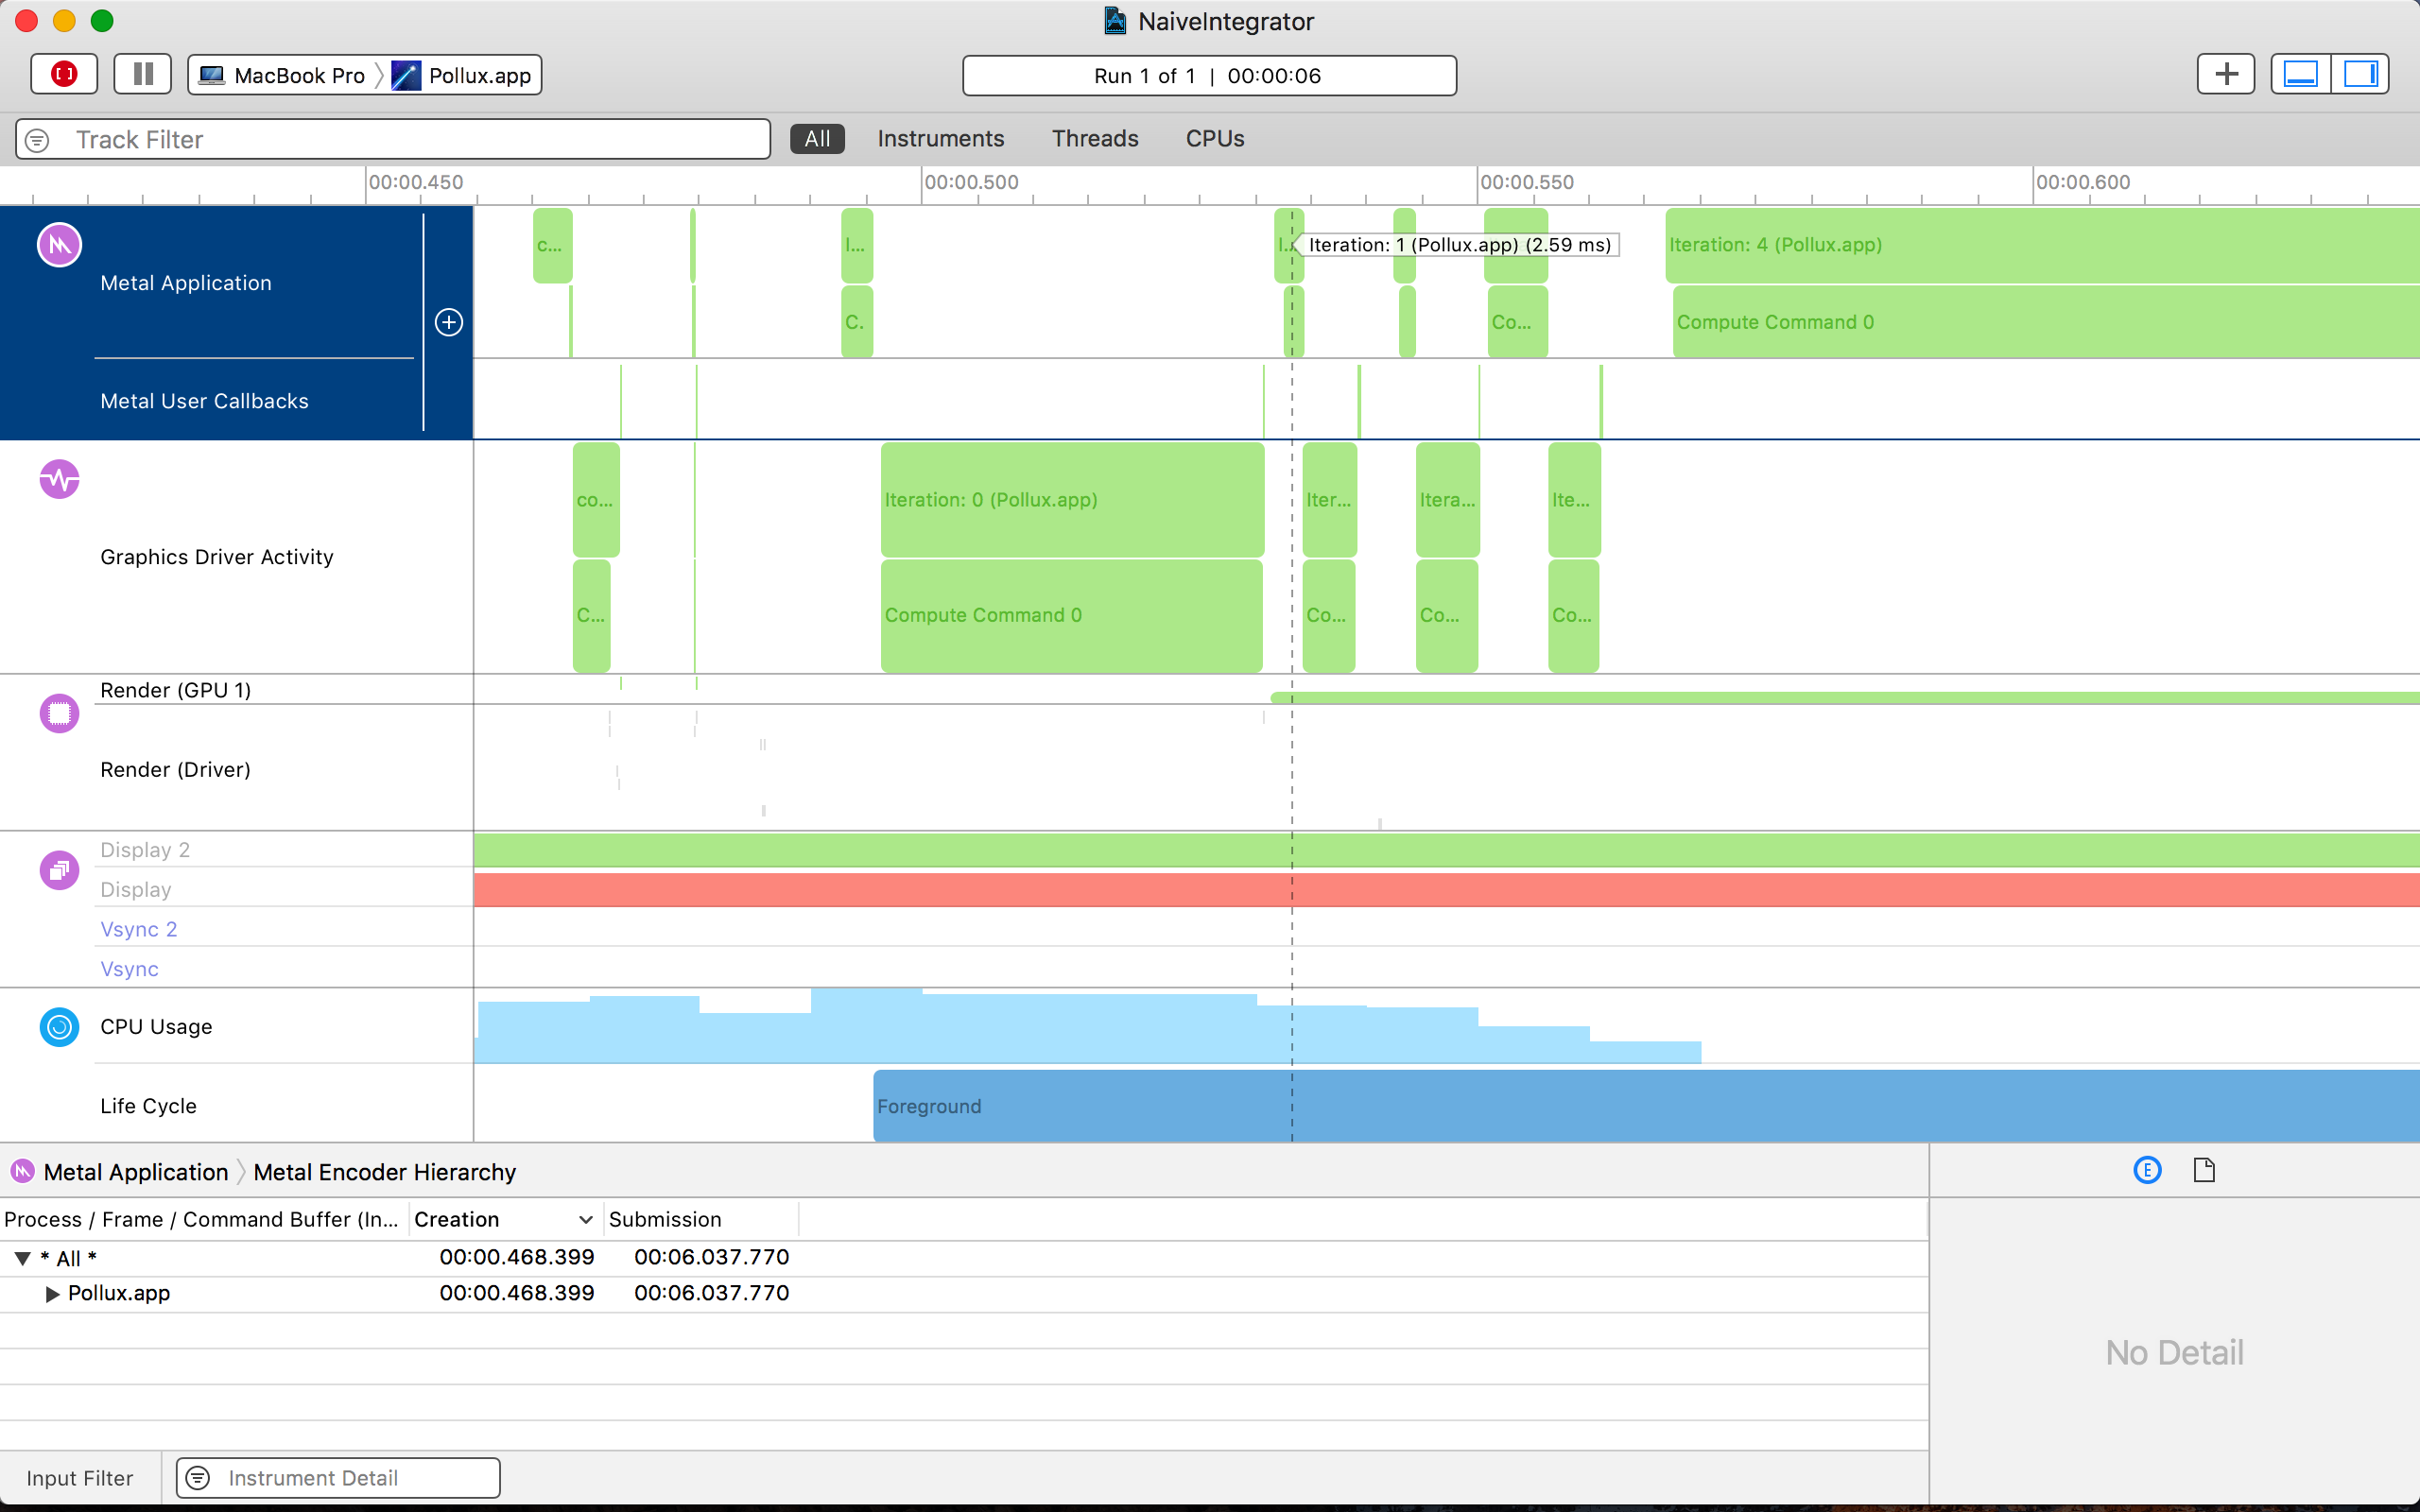 NaiveIntegrator
MacBook Pro Pollux.app
Run 1 of 1 | 00:00:06
Track Filter All Instruments Threads CPUs
00:00.450 00:00.500 00:00.550 00:00.600
c... I... I... Iteration: 1 (Pollux.app) (2.59 ms) Iteration: 4 (Pollux.app)
Metal Application
C. Co... Compute Command 0
Metal User Callbacks
co... Iteration: 0 (Pollux.app) Iter... Itera... Ite...
Graphics Driver Activity
C... Compute Command 0 Co... Co... Co...
Render (GPU 1)
Render (Driver)
Display 2
Display
Vsync 2
Vsync
CPU Usage
Life Cycle Foreground
Metal Application Metal Encoder Hierarchy E
Process / Frame / Command Buffer (In... Creation Submission
* All * 00:00.468.399 00:06.037.770
Pollux.app 00:00.468.399 00:06.037.770
No Detail
Input Filter Instrument Detail